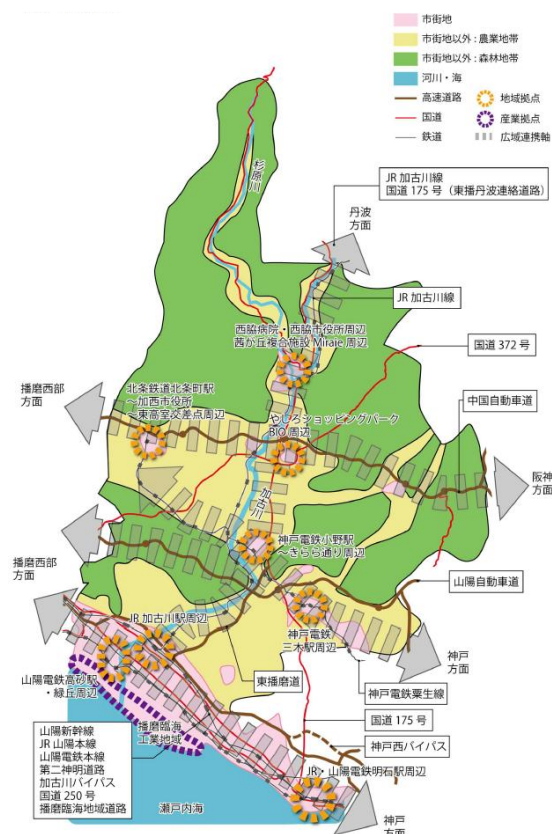 市街地
市街地以外：農業地帯
市街地以外：森林地帯
河川・海
高速道路
国道
鉄道
地域拠点
産業拠点
広域連携軸
JR 加古川線
国道 175 号（東播丹波連絡道路）
丹波
方面
杉原川
JR 加古川線
西脇病院・西脇市役所周辺
茜が丘複合施設 Miraie 周辺
国道 372 号
播磨西部
方面
北条鉄道北条町駅
～加西市役所
～東高室交差点周辺
やしろショッピングパーク
BIO 周辺
中国自動車道
阪神
方面
加古川
神戸電鉄小野駅
～きらら通り周辺
播磨西部
方面
山陽自動車道
JR 加古川駅周辺
神戸電鉄
三木駅周辺
神戸
方面
山陽電鉄高砂駅
・緑丘周辺
東播磨道
神戸電鉄粟生線
播磨臨海
工業地域
国道 175 号
山陽新幹線
JR 山陽本線
山陽電鉄本線
第二神明道路
加古川バイパス
国道 250 号
播磨臨海地域道路
神戸西バイパス
JR・山陽電鉄明石駅周辺
瀬戸内海
神戸
方面